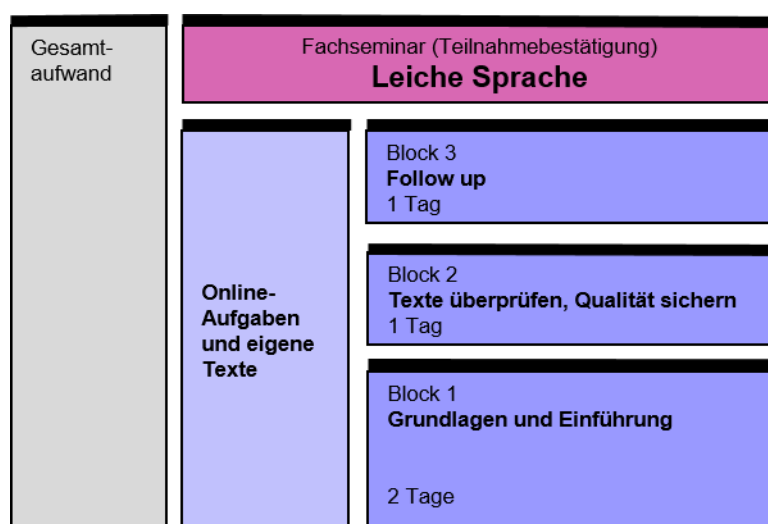 Gesamt-
aufwand
Fachseminar (Teilnahmebestätigung)
Leiche Sprache
Online-
Aufgaben
und eigene
Texte
Block 3
Follow up
1 Tag
Block 2
Texte überprüfen, Qualität sichern
1 Tag
Block 1
Grundlagen und Einführung
2 Tage